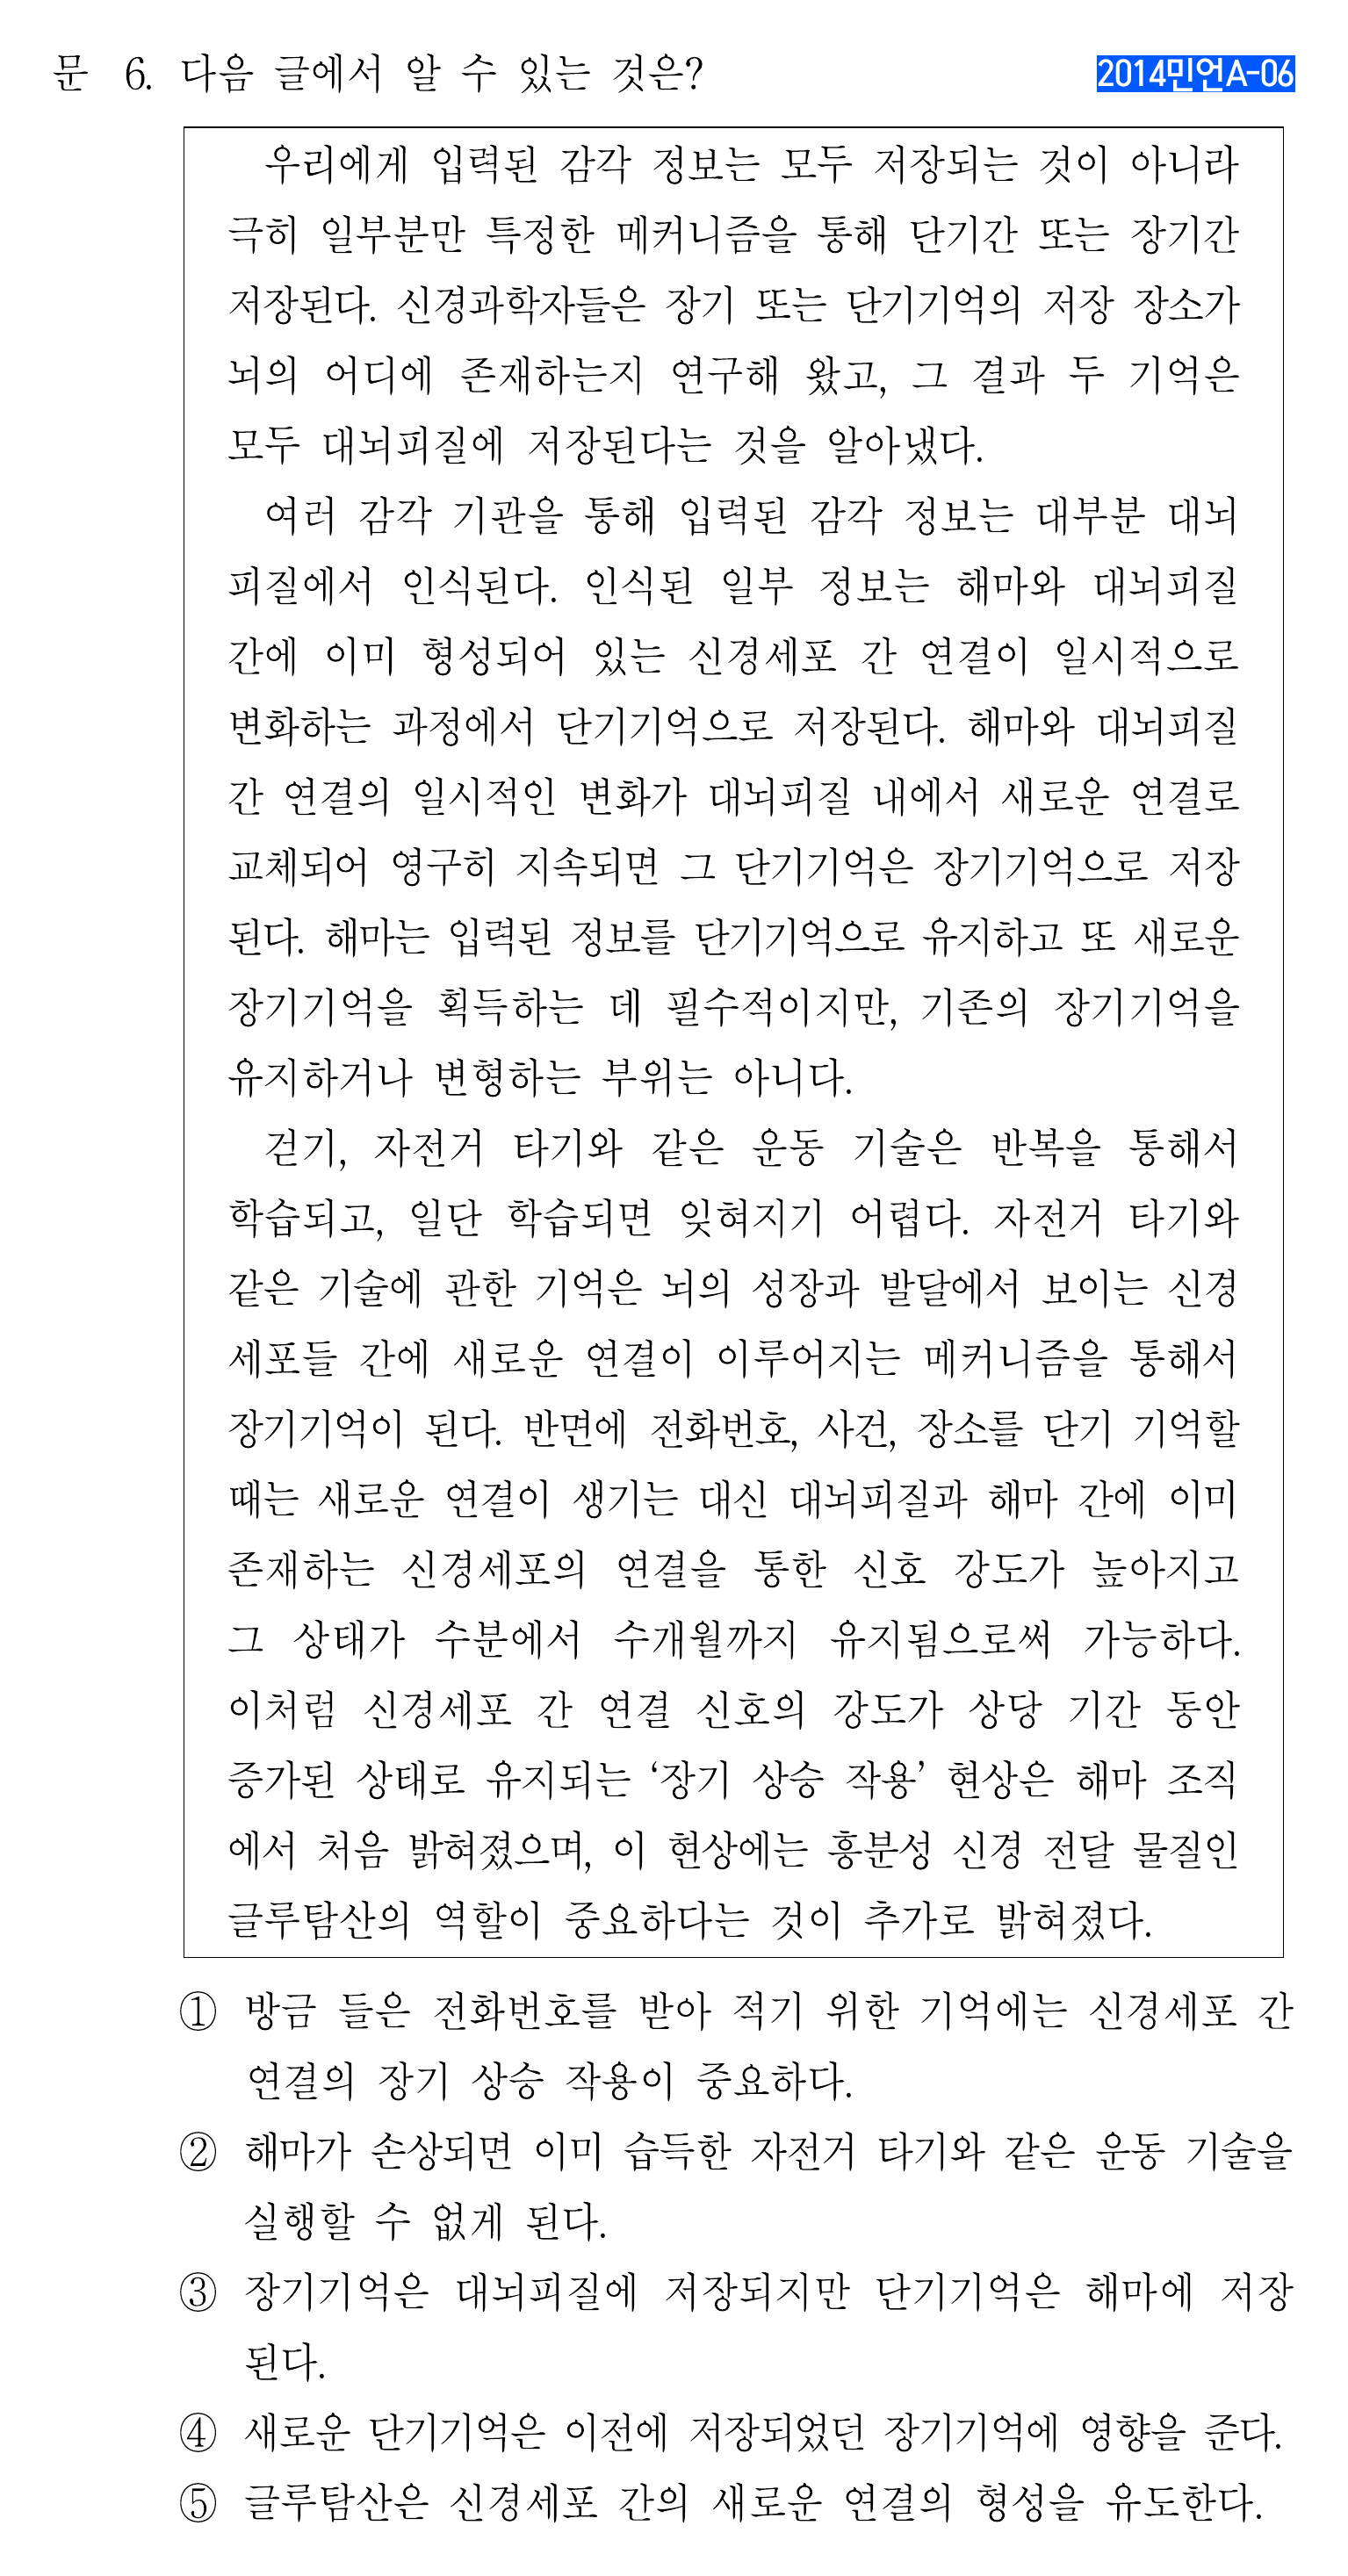 문 6. 다음 글에서 알 수 있는 것은?
2014민언A-06
우리에게 입력된 감각 정보는 모두 저장되는 것이 아니라
극히 일부분만 특정한 메커니즘을 통해 단기간 또는 장기간
저장된다. 신경과학자들은 장기 또는 단기기억의 저장 장소가
뇌의 어디에 존재하는지 연구해 왔고, 그 결과 두 기억은
모두 대뇌피질에 저장된다는 것을 알아냈다.
여러 감각 기관을 통해 입력된 감각 정보는 대부분 대뇌
피질에서 인식된다. 인식된 일부 정보는 해마와 대뇌피질
간에 이미 형성되어 있는 신경세포 간 연결이 일시적으로
변화하는 과정에서 단기기억으로 저장된다. 해마와 대뇌피질
간 연결의 일시적인 변화가 대뇌피질 내에서 새로운 연결로
교체되어 영구히 지속되면 그 단기기억은 장기기억으로 저장
된다. 해마는 입력된 정보를 단기기억으로 유지하고 또 새로운
장기기억을 획득하는 데 필수적이지만, 기존의 장기기억을
유지하거나 변형하는 부위는 아니다.
걷기, 자전거 타기와 같은 운동 기술은 반복을 통해서
학습되고, 일단 학습되면 잊혀지기 어렵다. 자전거 타기와
같은 기술에 관한 기억은 뇌의 성장과 발달에서 보이는 신경
세포들 간에 새로운 연결이 이루어지는 메커니즘을 통해서
장기기억이 된다. 반면에 전화번호, 사건, 장소를 단기 기억할
때는 새로운 연결이 생기는 대신 대뇌피질과 해마 간에 이미
존재하는 신경세포의 연결을 통한 신호 강도가 높아지고
그 상태가 수분에서 수개월까지 유지됨으로써 가능하다.
이처럼 신경세포 간 연결 신호의 강도가 상당 기간 동안
증가된 상태로 유지되는 ‘장기 상승 작용’ 현상은 해마 조직
에서 처음 밝혀졌으며, 이 현상에는 흥분성 신경 전달 물질인
글루탐산의 역할이 중요하다는 것이 추가로 밝혀졌다.
① 방금 들은 전화번호를 받아 적기 위한 기억에는 신경세포 간
연결의 장기 상승 작용이 중요하다.
② 해마가 손상되면 이미 습득한 자전거 타기와 같은 운동 기술을
실행할 수 없게 된다.
③ 장기기억은 대뇌피질에 저장되지만 단기기억은 해마에 저장
된다.
④ 새로운 단기기억은 이전에 저장되었던 장기기억에 영향을 준다.
⑤ 글루탐산은 신경세포 간의 새로운 연결의 형성을 유도한다.